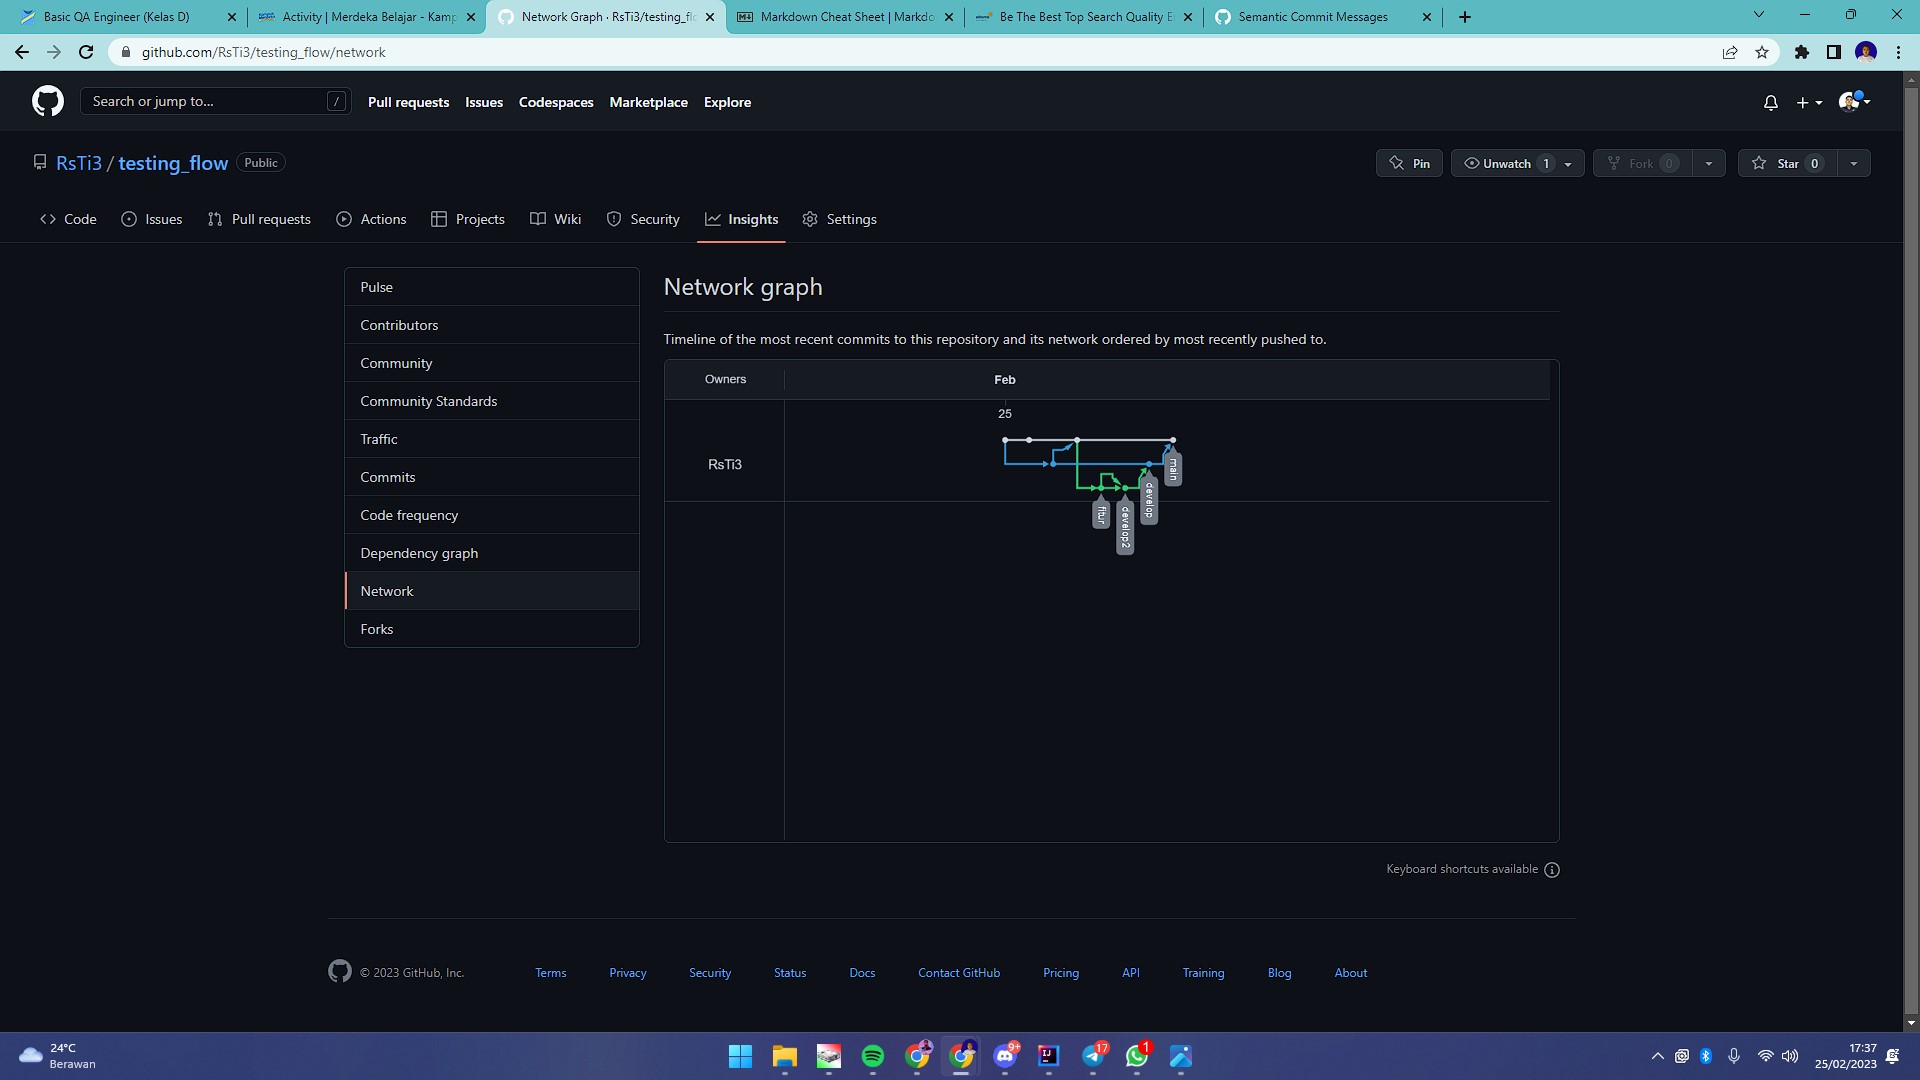 Basic QA Engineer (Kelas D)
Activity | Merdeka Belajar - Kamp
Network Graph · RsTi3/testing_fl
Markdown Cheat Sheet | Markdo
Be The Best Top Search Quality E
Semantic Commit Messages
github.com/RsTi3/testing_flow/network
Search or jump to... /
Pull requests Issues Codespaces Marketplace Explore
RsTi3 / testing_flow Public
Pin Unwatch 1 Fork 0 Star 0
Code Issues Pull requests Actions Projects Wiki Security Insights Settings
Pulse
Contributors
Community
Community Standards
Traffic
Commits
Code frequency
Dependency graph
Network
Forks
Network graph
Timeline of the most recent commits to this repository and its network ordered by most recently pushed to.
Owners Feb
25
RsTi3
main
develop
fitur
develop2
Keyboard shortcuts available
© 2023 GitHub, Inc. Terms Privacy Security Status Docs Contact GitHub Pricing API Training Blog About
24°C
Berawan
9+
IJ
17
1
17:37
25/02/2023